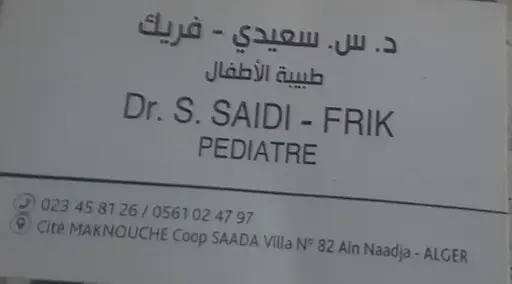 د. س. سعيدي - فريك
طبيبة الأطفال
Dr. S. SAIDI - FRIK
PEDIATRE
023 45 81 26 / 0561 02 47 97
Cité MAKNOUCHE Coop SAADA Villa N° 82 Ain Naadja - ALGER